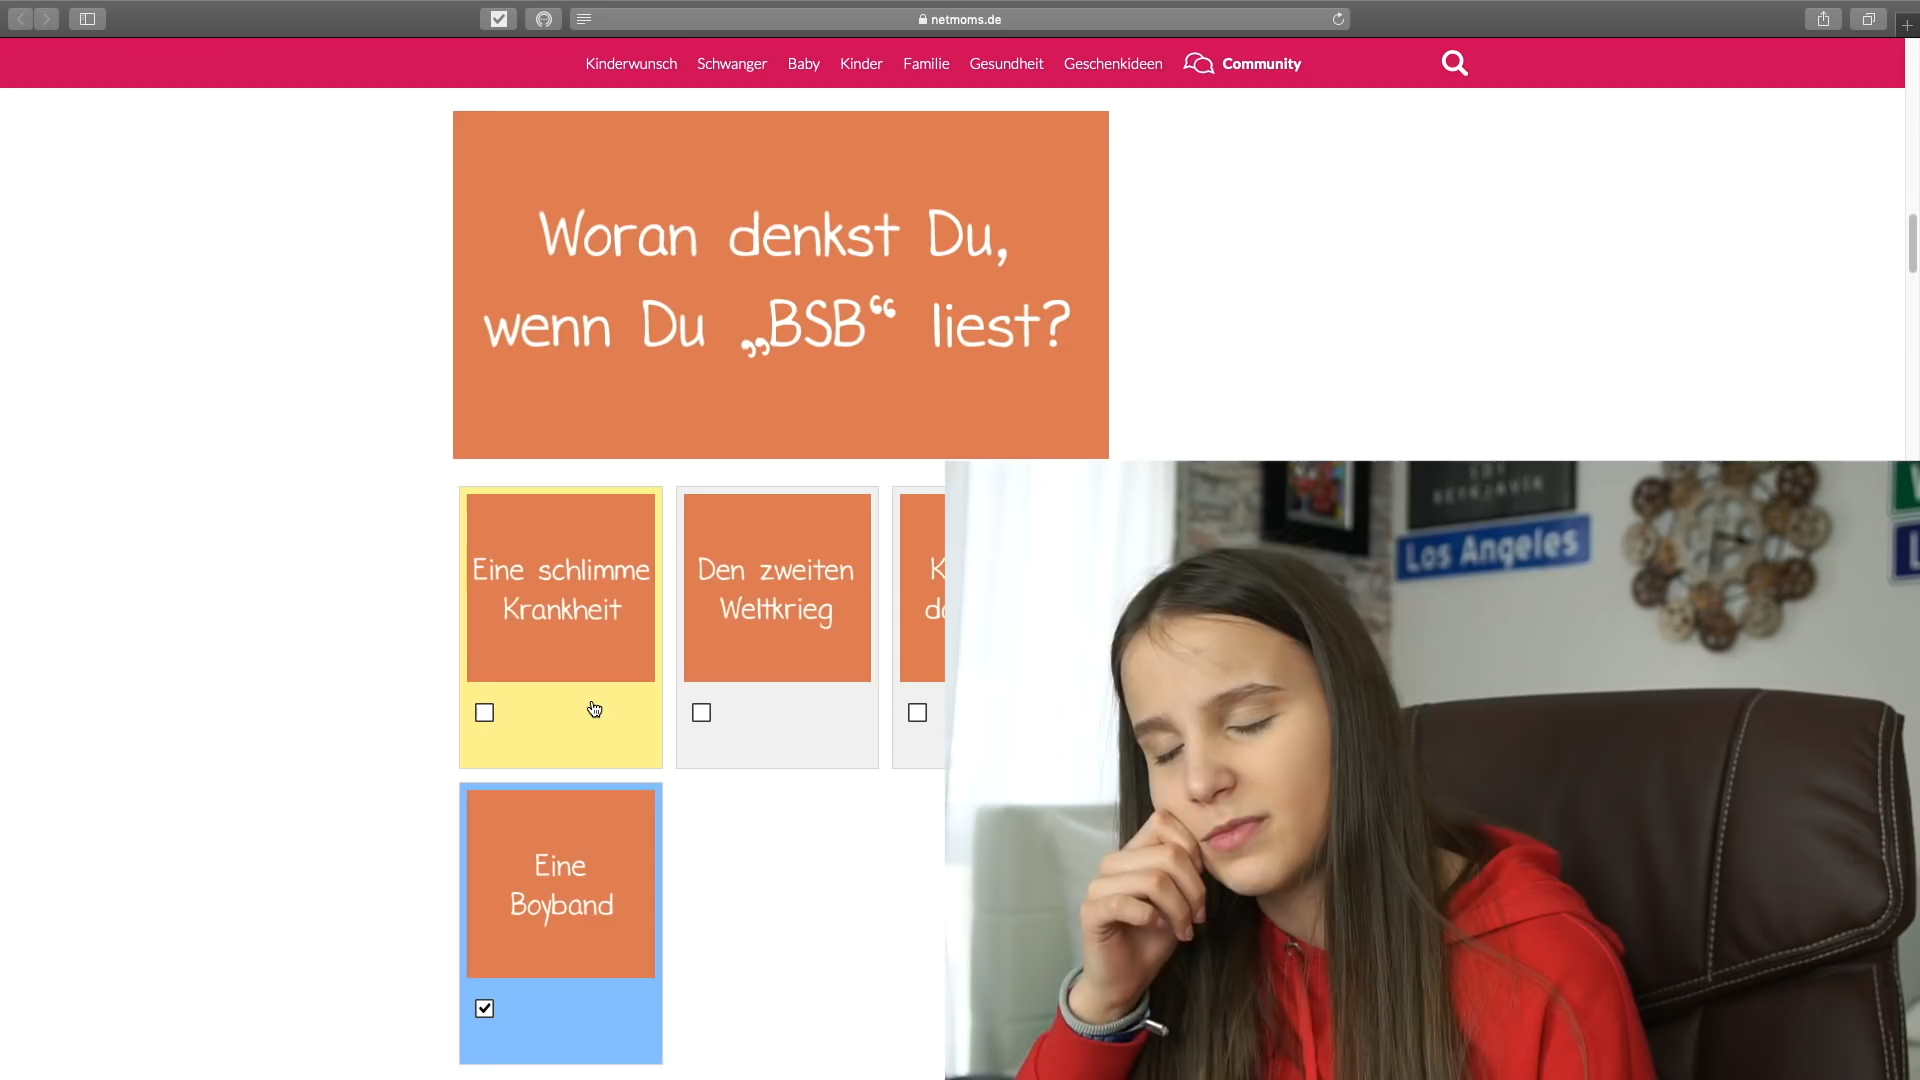 netmoms.de
Kinderwunsch Schwanger Baby Kinder Familie Gesundheit Geschenkideen Community
Woran denkst Du,
wenn Du „BSB“ liest?
Eine schlimme
Krankheit
Den zweiten
Weltkrieg
Eine
Boyband
REYKJAVIK
Los Angeles